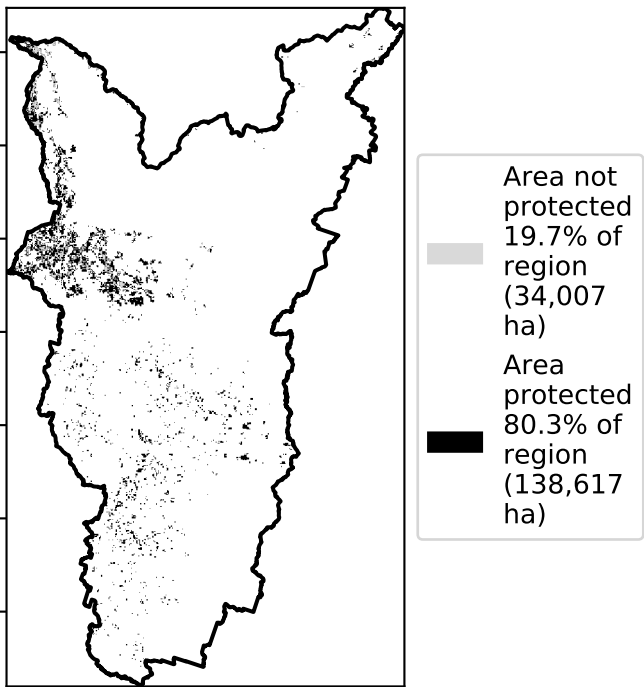 Area not
protected
19.7% of
region
(34,007
ha)
Area
protected
80.3% of
region
(138,617
ha)